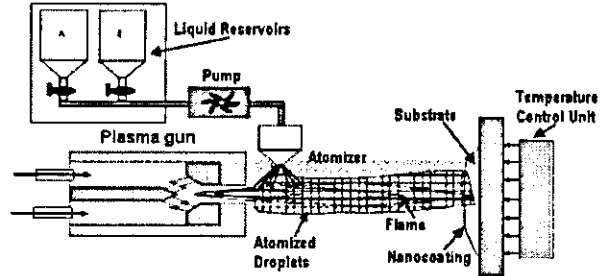 A
Liquid Reservoirs
Pump
Plasma gun
Atomizer
Substrate
Temperature
Control Unit
Atomized
Droplets
Flame
Nanocoating